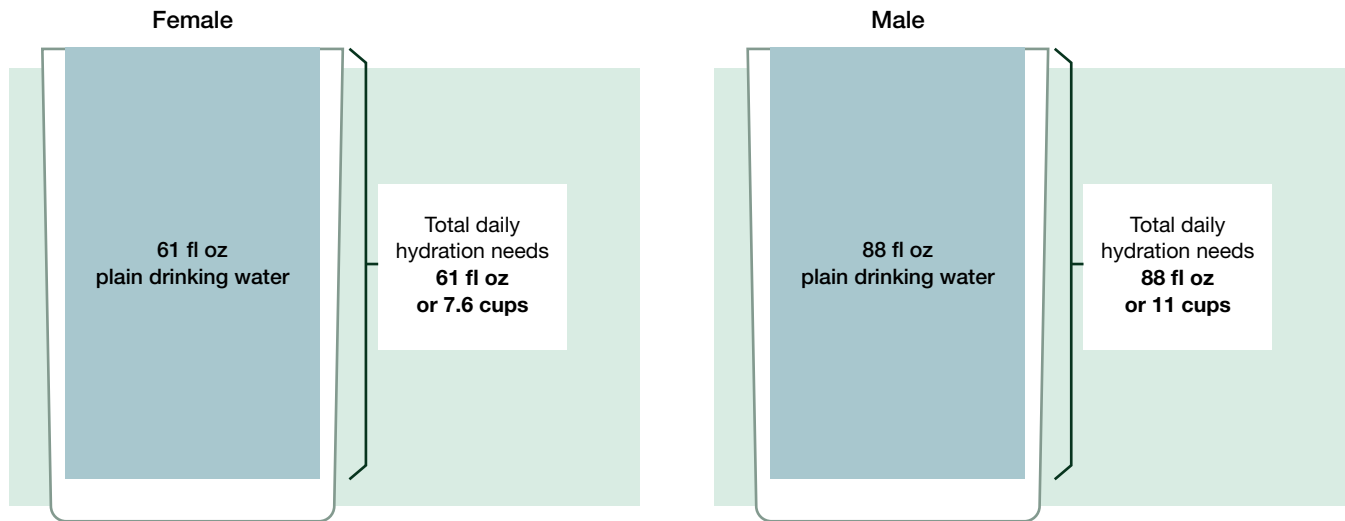 Female
61 fl oz
plain drinking water
Total daily
hydration needs
61 fl oz
or 7.6 cups
Male
88 fl oz
plain drinking water
Total daily
hydration needs
88 fl oz
or 11 cups